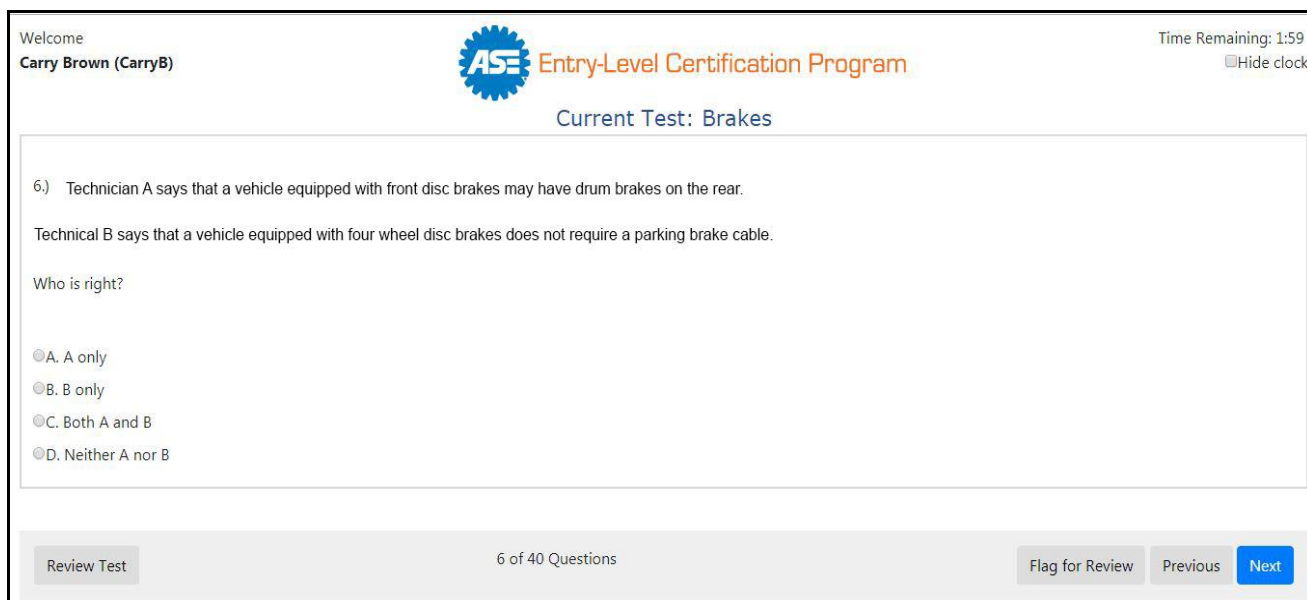 Welcome
Carry Brown (CarryB)
ASE Entry-Level Certification Program
Time Remaining: 1:59
Hide clock
Current Test: Brakes
6.) Technician A says that a vehicle equipped with front disc brakes may have drum brakes on the rear.
Technical B says that a vehicle equipped with four wheel disc brakes does not require a parking brake cable.
Who is right?
A. A only
B. B only
C. Both A and B
D. Neither A nor B
Review Test
6 of 40 Questions
Flag for Review
Previous
Next